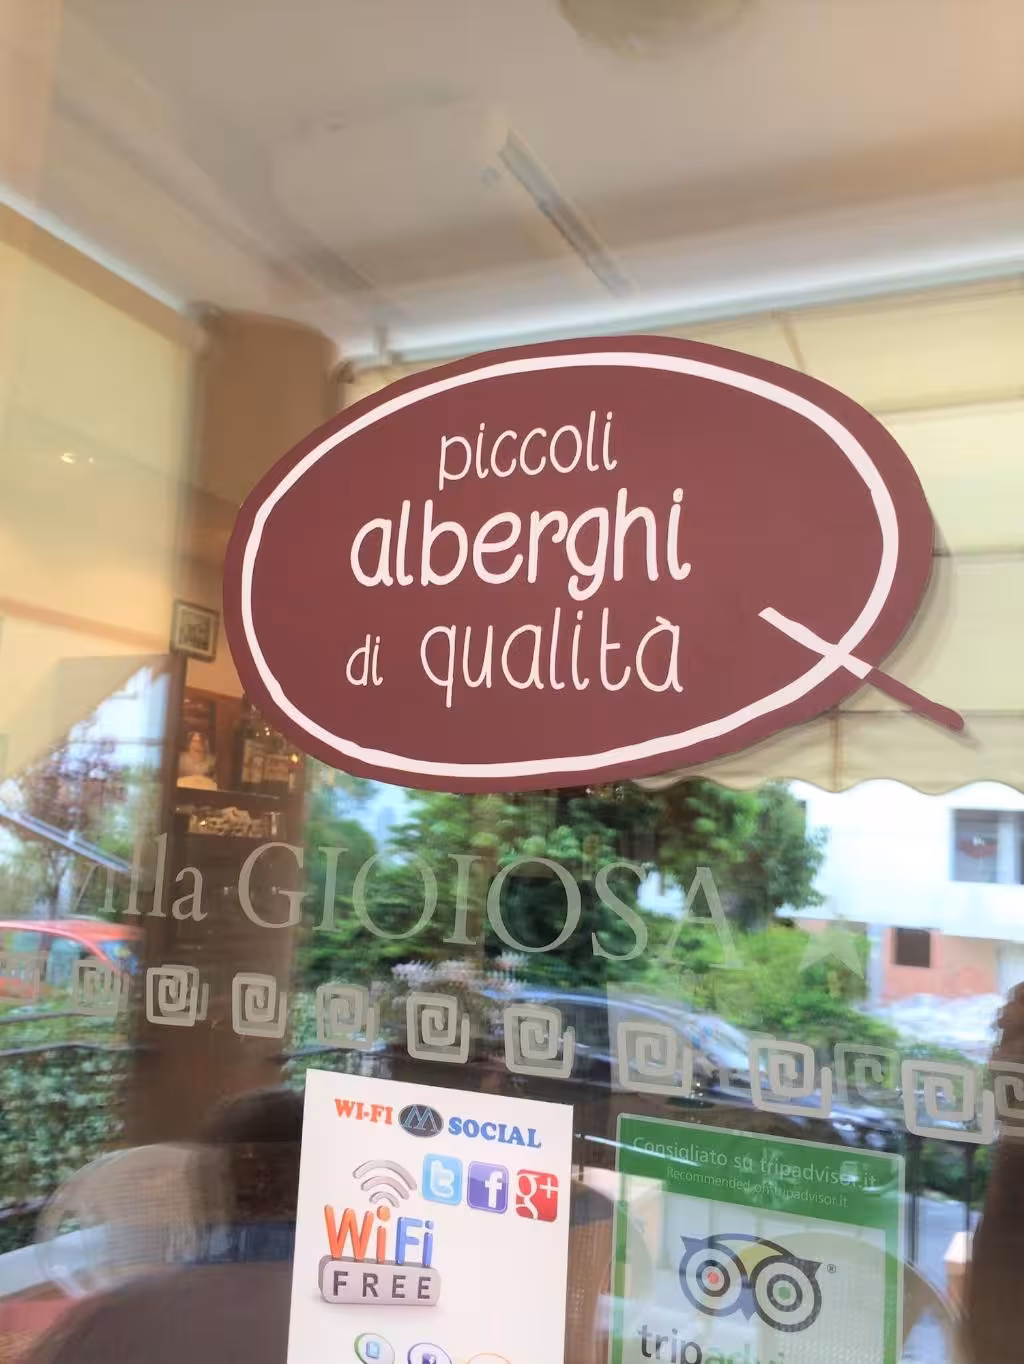 piccoli
alberghi
di qualità
villa GIOIOSA
WI-FI M SOCIAL
g+
WiFi
FREE
Consigliato su tripadvisor.it
Recommended on tripadvisor.it